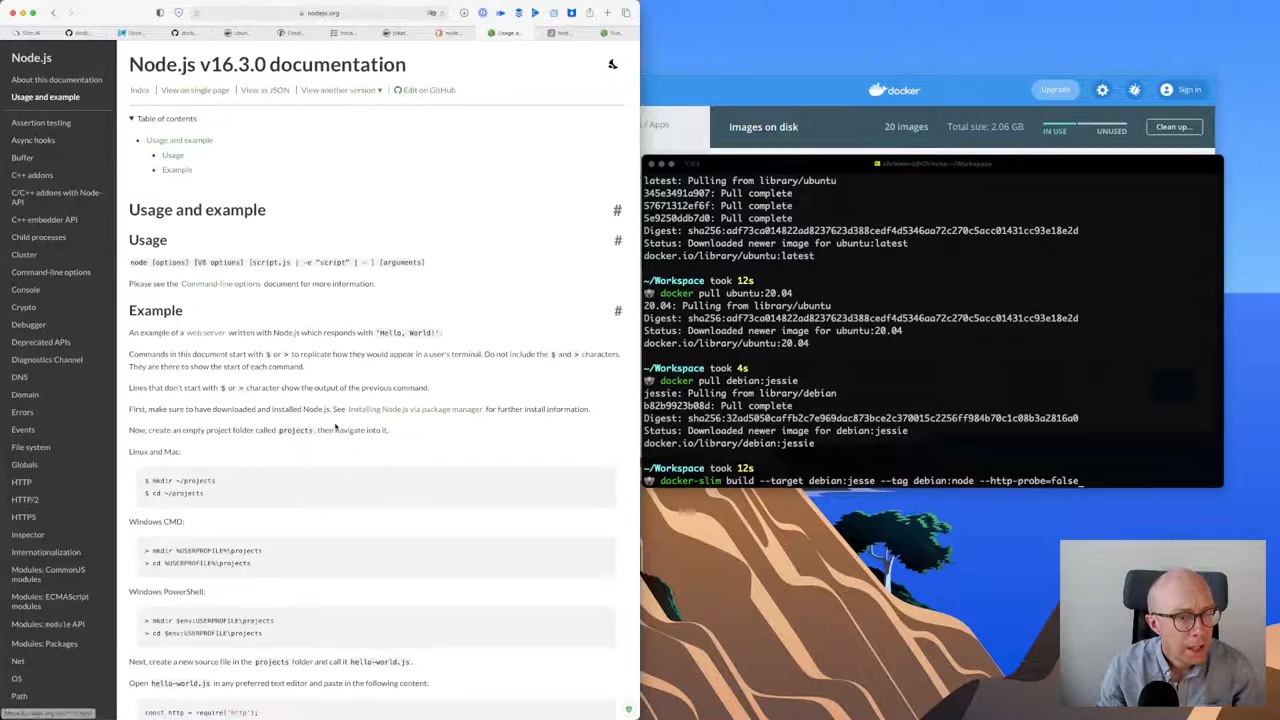 nodejs.org
Slim.AI
dock...
Dock...
dock...
ubun...
Creat...
Insta...
node...
Usage a...
Nod...
Node.js
About this documentation
Usage and example
Assertion testing
Async hooks
Buffer
C++ addons
C/C++ addons with Node-
API
C++ embedder API
Child processes
Cluster
Command-line options
Console
Crypto
Debugger
Deprecated APIs
Diagnostics Channel
DNS
Domain
Errors
Events
File system
Globals
HTTP
HTTP/2
HTTPS
Inspector
Internationalization
Modules: CommonJS
modules
Modules: ECMAScript
modules
Modules: module API
Modules: Packages
Net
OS
Path
Node.js v16.3.0 documentation
Index | View on single page | View as JSON | View another version ▼ | Edit on GitHub
▼ Table of contents
• Usage and example
• Usage
• Example
Usage and example #
Usage #
node [options] [V8 options] [script.js | -e "script" | - ] [arguments]
Please see the Command-line options document for more information.
Example #
An example of a web server written with Node.js which responds with 'Hello, World!':
Commands in this document start with $ or > to replicate how they would appear in a user's terminal. Do not include the $ and > characters.
They are there to show the start of each command.
Lines that don't start with $ or > character show the output of the previous command.
First, make sure to have downloaded and installed Node.js. See Installing Node.js via package manager for further install information.
Now, create an empty project folder called projects, then navigate into it.
Linux and Mac:
$ mkdir ~/projects
$ cd ~/projects
Windows CMD:
> mkdir %USERPROFILE%\projects
> cd %USERPROFILE%\projects
Windows PowerShell:
> mkdir $env:USERPROFILE\projects
> cd $env:USERPROFILE\projects
Next, create a new source file in the projects folder and call it hello-world.js.
Open hello-world.js in any preferred text editor and paste in the following content:
const http = require('http');
docker
Upgrade
Sign in
/ Apps
Images on disk
20 images
Total size: 2.06 GB
IN USE
UNUSED
Clean up...
chrisward@Chinchs:~/Workspace
latest: Pulling from library/ubuntu
345e3491a907: Pull complete
57671312ef6f: Pull complete
5e9250ddb7d0: Pull complete
Digest: sha256:adf73ca014822ad8237623d388cedf4d5346aa72c270c5acc01431cc93e18e2d
Status: Downloaded newer image for ubuntu:latest
docker.io/library/ubuntu:latest
~/Workspace took 12s
docker pull ubuntu:20.04
20.04: Pulling from library/ubuntu
Digest: sha256:adf73ca014822ad8237623d388cedf4d5346aa72c270c5acc01431cc93e18e2d
Status: Downloaded newer image for ubuntu:20.04
docker.io/library/ubuntu:20.04
~/Workspace took 4s
docker pull debian:jessie
jessie: Pulling from library/debian
b82b9923b08d: Pull complete
Digest: sha256:32ad5050caffb2c7e969dac873bce2c370015c2256ff984b70c1c08b3a2816a0
Status: Downloaded newer image for debian:jessie
docker.io/library/debian:jessie
~/Workspace took 12s
docker-slim build --target debian:jesse --tag debian:node --http-probe=false